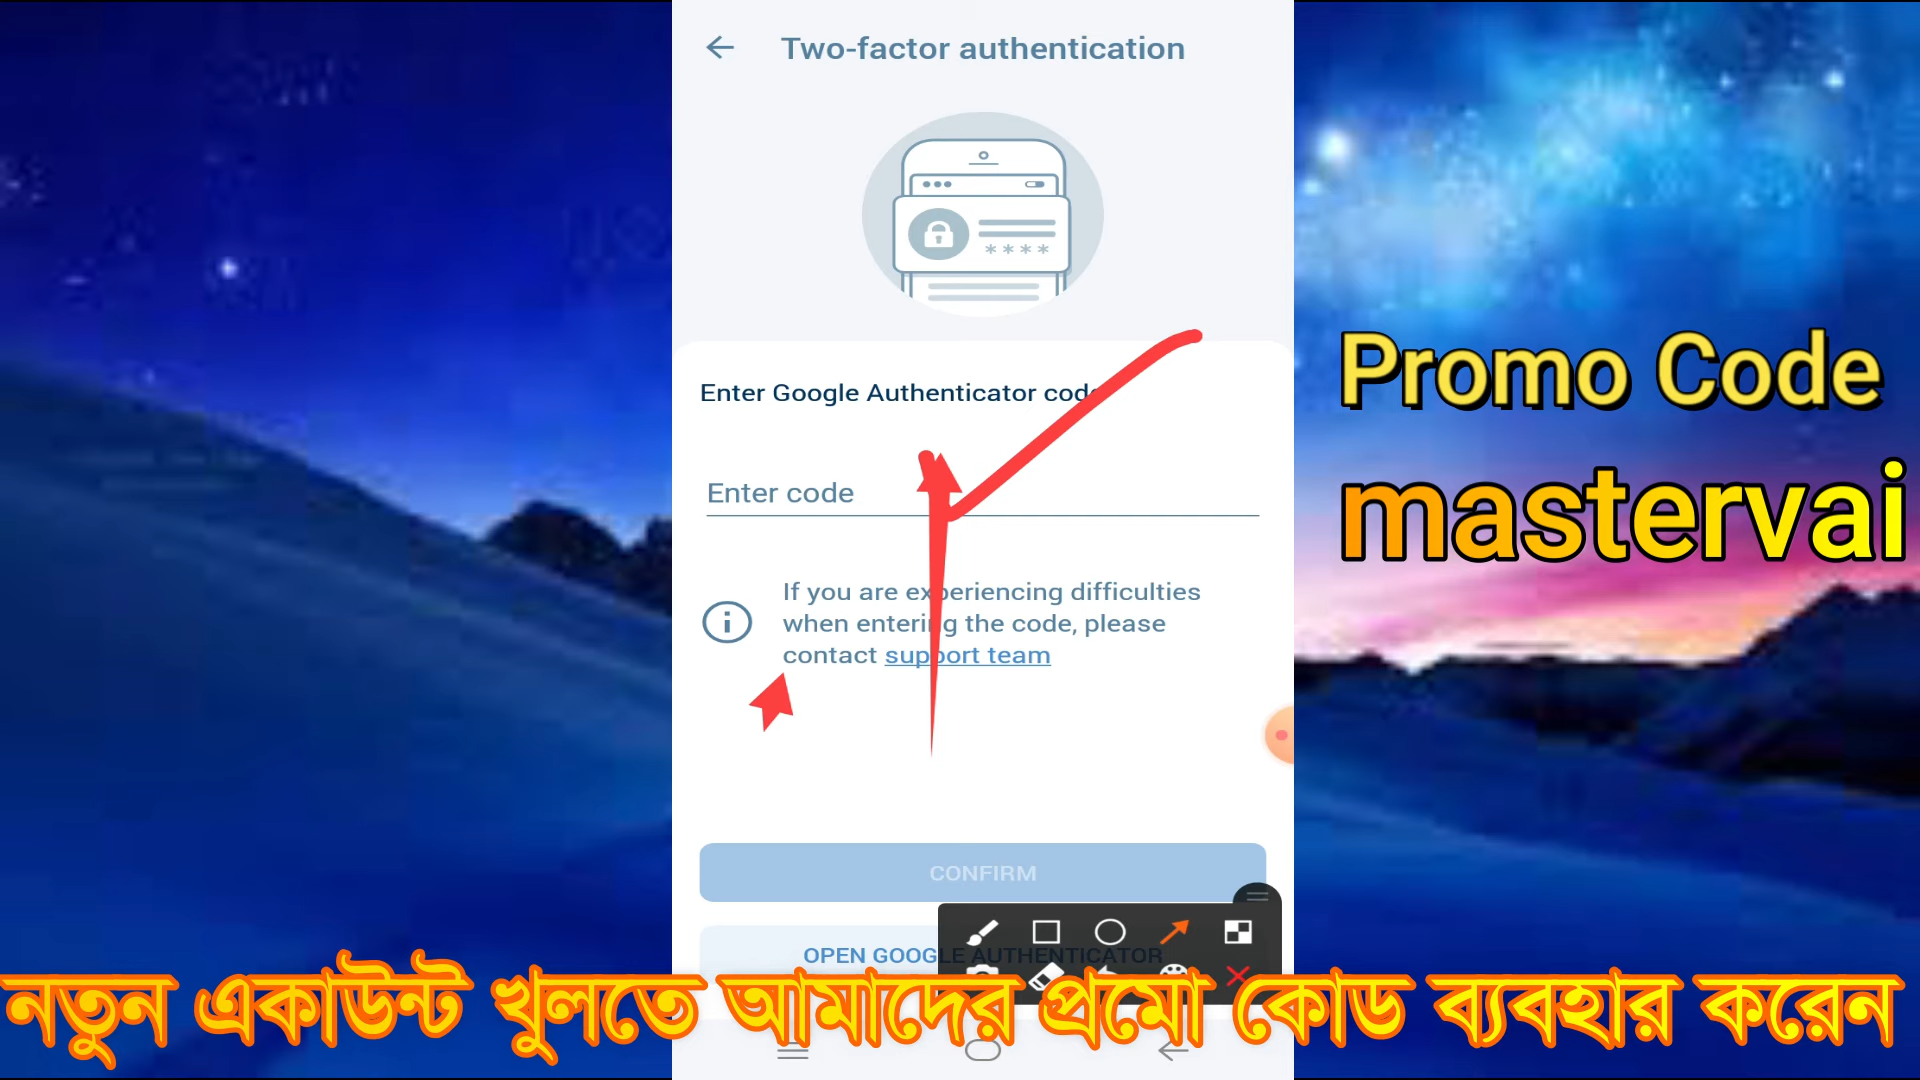 Two-factor authentication
* * * *
Enter Google Authenticator code
Enter code
If you are experiencing difficulties
when entering the code, please
contact support team
CONFIRM
OPEN GOOGLE AUTHENTICATOR
Promo Code
mastervai
নতুন একাউন্ট খুলতে আমাদের প্রমো কোড ব্যবহার করেন